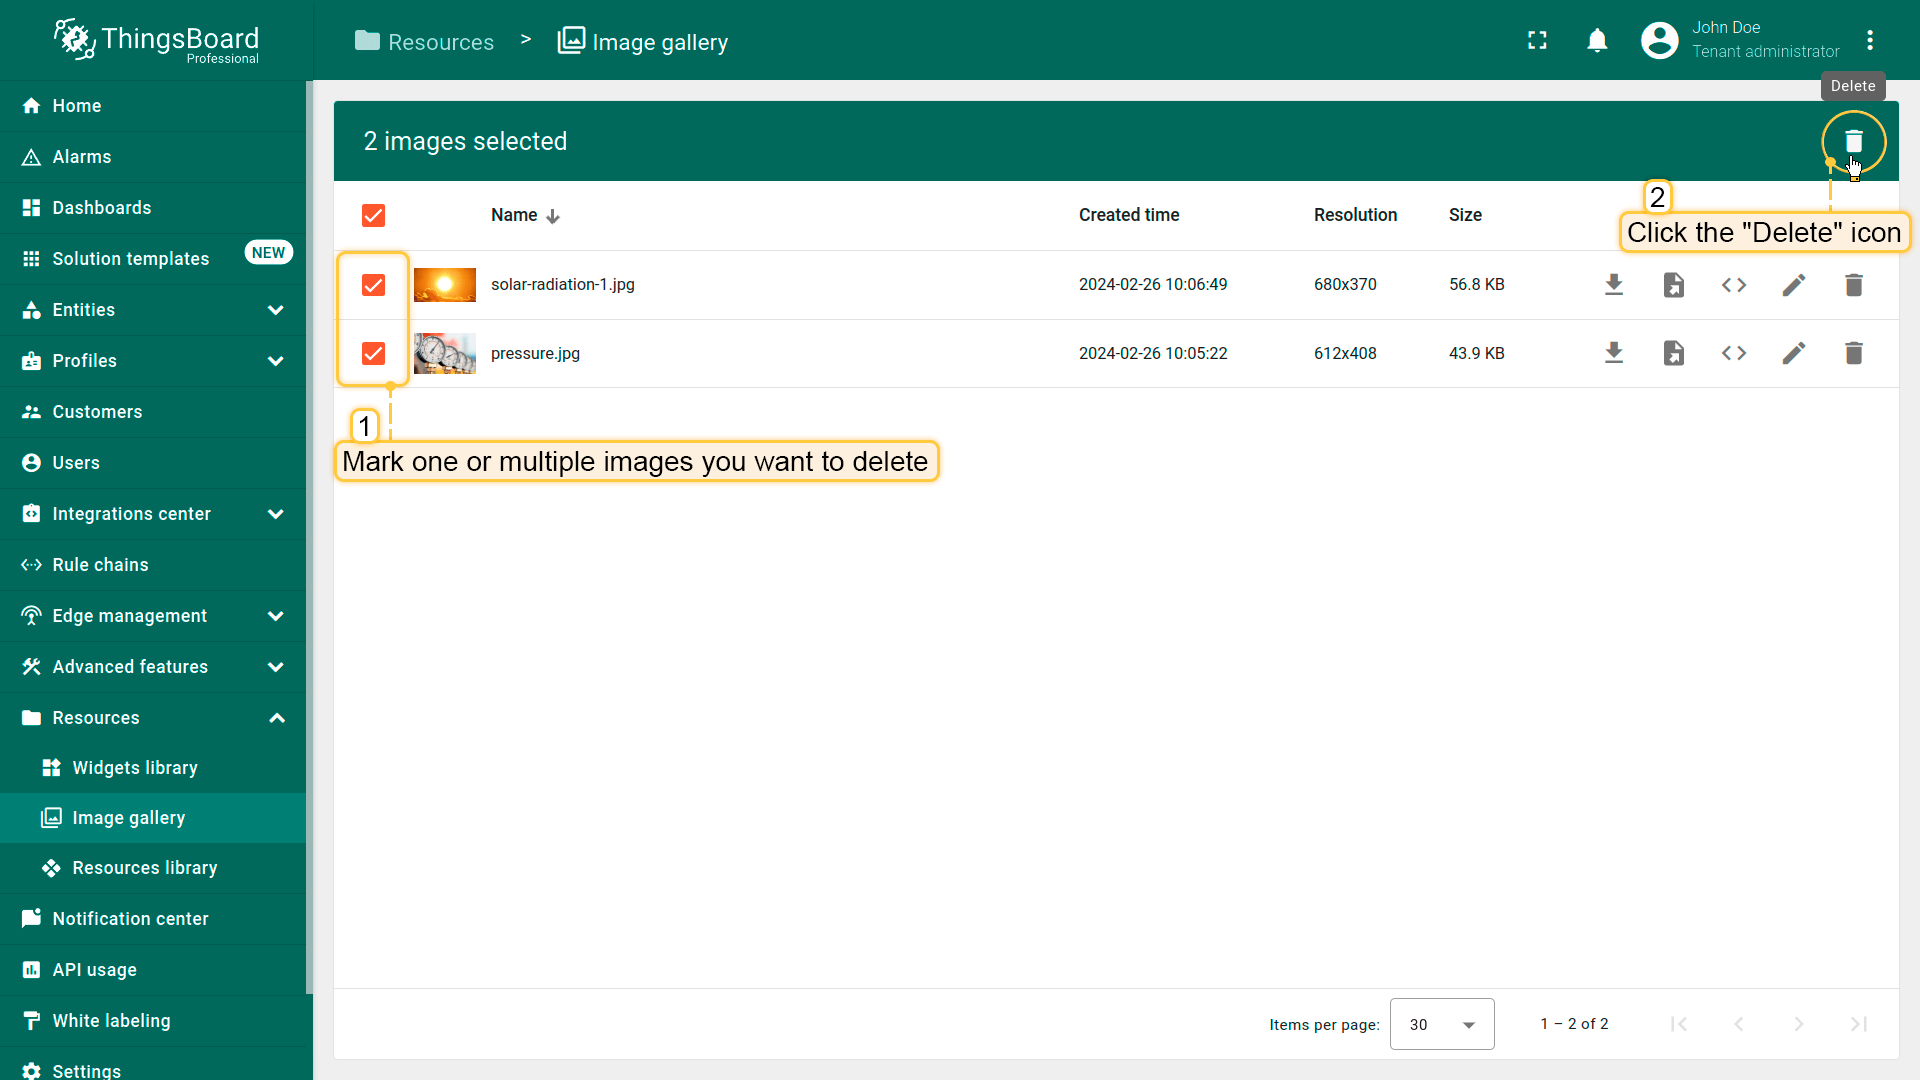 ThingsBoard
Professional
Resources > Image gallery
John Doe
Tenant administrator
Delete
Home
Alarms
Dashboards
Solution templates NEW
Entities
Profiles
Customers
Users
Integrations center
Rule chains
Edge management
Advanced features
Resources
Widgets library
Image gallery
Resources library
Notification center
API usage
White labeling
Settings
2 images selected
Name Created time Resolution Size
2
Click the "Delete" icon
solar-radiation-1.jpg 2024-02-26 10:06:49 680x370 56.8 KB
pressure.jpg 2024-02-26 10:05:22 612x408 43.9 KB
1
Mark one or multiple images you want to delete
Items per page: 30 1 – 2 of 2